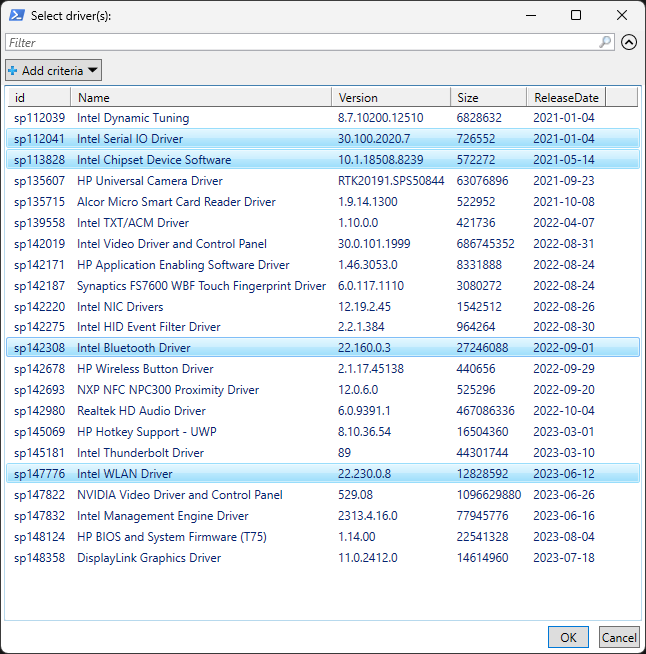 Select driver(s):
Filter
Add criteria
id Name Version Size ReleaseDate
sp112039 Intel Dynamic Tuning 8.7.10200.12510 6828632 2021-01-04
sp112041 Intel Serial IO Driver 30.100.2020.7 726552 2021-01-04
sp113828 Intel Chipset Device Software 10.1.18508.8239 572272 2021-05-14
sp135607 HP Universal Camera Driver RTK20191.SPS50844 63076896 2021-09-23
sp135715 Alcor Micro Smart Card Reader Driver 1.9.14.1300 522952 2021-10-08
sp139558 Intel TXT/ACM Driver 1.10.0.0 421736 2022-04-07
sp142019 Intel Video Driver and Control Panel 30.0.101.1999 686745352 2022-08-31
sp142171 HP Application Enabling Software Driver 1.46.3053.0 8331888 2022-08-24
sp142187 Synaptics FS7600 WBF Touch Fingerprint Driver 6.0.117.1110 3080272 2022-08-24
sp142220 Intel NIC Drivers 12.19.2.45 1542512 2022-08-26
sp142275 Intel HID Event Filter Driver 2.2.1.384 964264 2022-08-30
sp142308 Intel Bluetooth Driver 22.160.0.3 27246088 2022-09-01
sp142678 HP Wireless Button Driver 2.1.17.45138 440656 2022-09-29
sp142693 NXP NFC NPC300 Proximity Driver 12.0.6.0 525296 2022-09-20
sp142980 Realtek HD Audio Driver 6.0.9391.1 467086336 2022-10-04
sp145069 HP Hotkey Support - UWP 8.10.36.54 16504360 2023-03-01
sp145181 Intel Thunderbolt Driver 89 44301744 2023-03-10
sp147776 Intel WLAN Driver 22.230.0.8 12828592 2023-06-12
sp147822 NVIDIA Video Driver and Control Panel 529.08 1096629880 2023-06-26
sp147832 Intel Management Engine Driver 2313.4.16.0 77945776 2023-06-16
sp148124 HP BIOS and System Firmware (T75) 1.14.00 22541328 2023-08-04
sp148358 DisplayLink Graphics Driver 11.0.2412.0 14614960 2023-07-18
OK Cancel